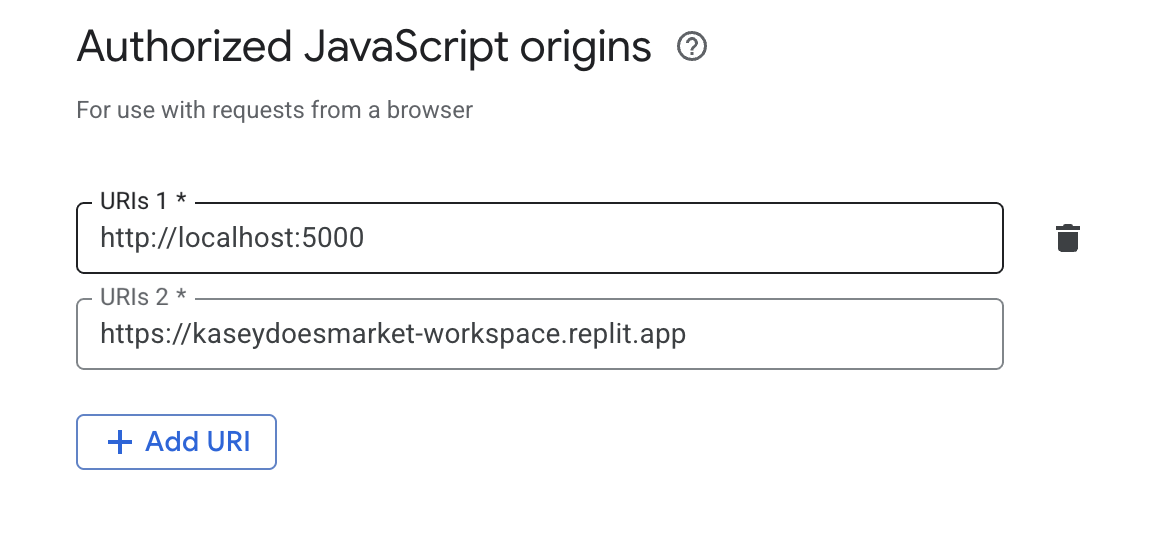 Authorized JavaScript origins
For use with requests from a browser
URIs 1 *
http://localhost:5000
URIs 2 *
https://kaseydoesmarket-workspace.replit.app
+ Add URI